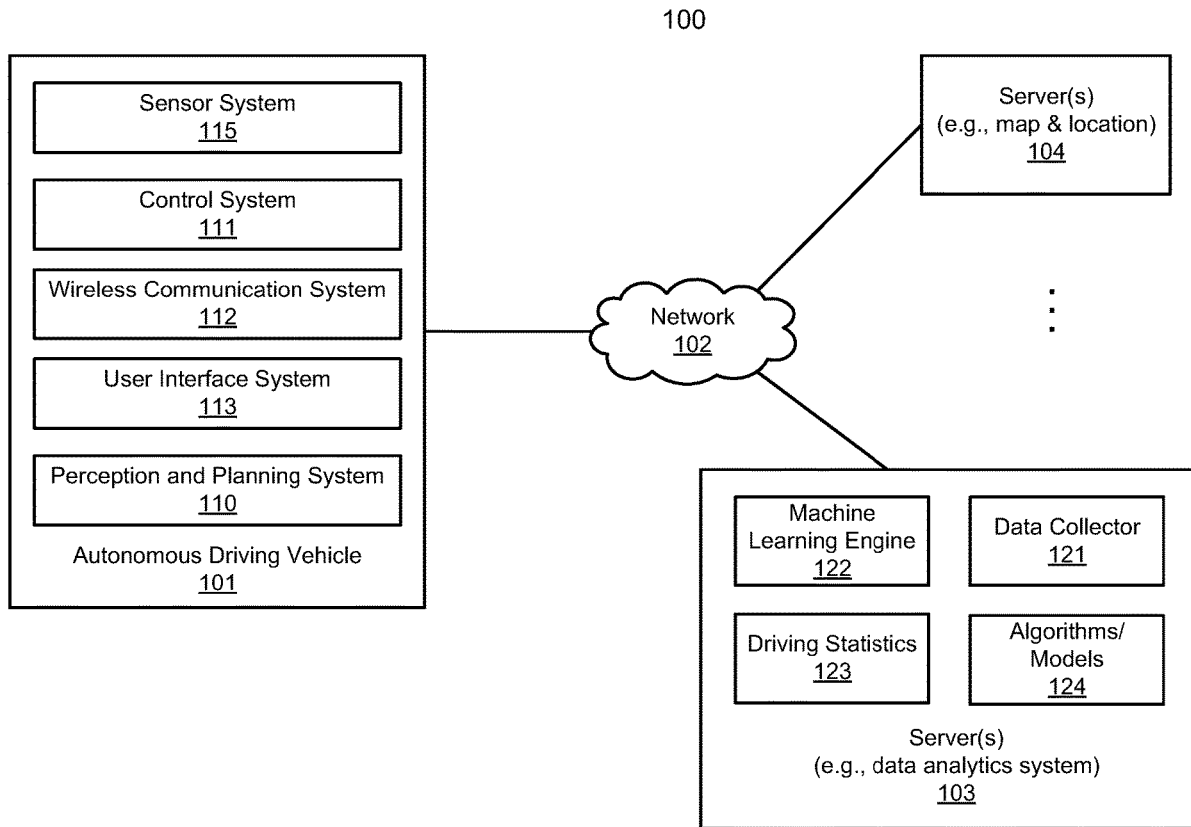 100
Sensor System
115
Control System
111
Wireless Communication System
112
User Interface System
113
Perception and Planning System
110
Autonomous Driving Vehicle
101
Network
102
Server(s)
(e.g., map & location)
104
Machine
Learning Engine
122
Data Collector
121
Driving Statistics
123
Algorithms/
Models
124
Server(s)
(e.g., data analytics system)
103